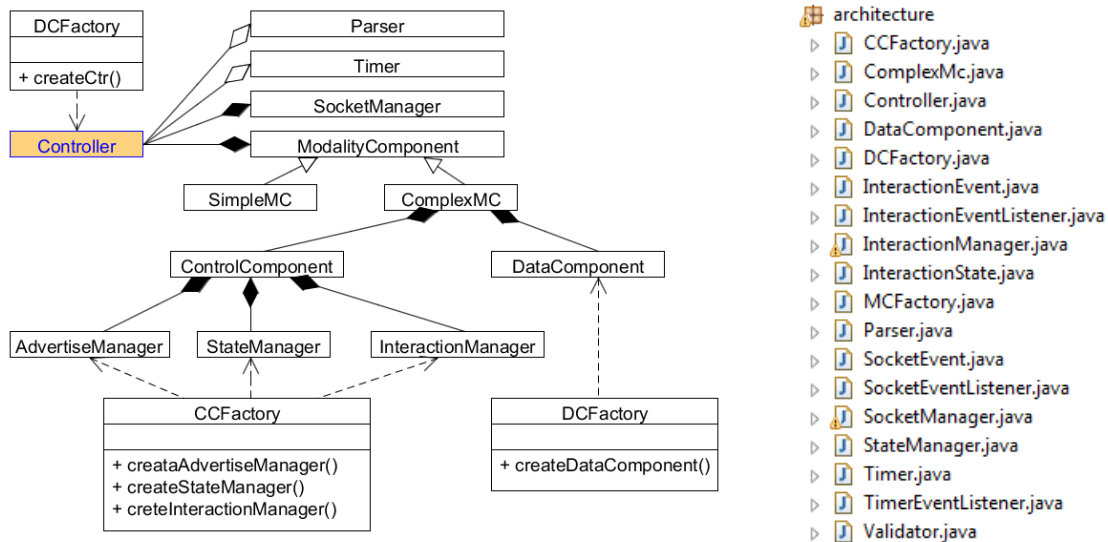 DCFactory
+ createCtr()
Controller
Parser
Timer
SocketManager
ModalityComponent
SimpleMC
ComplexMC
ControlComponent
DataComponent
AdvertiseManager
StateManager
InteractionManager
CCFactory
+ creataAdvertiseManager()
+ createStateManager()
+ creteInteractionManager()
DCFactory
+ createDataComponent()
architecture
CCFactory.java
ComplexMc.java
Controller.java
DataComponent.java
DCFactory.java
InteractionEvent.java
InteractionEventListener.java
InteractionManager.java
InteractionState.java
MCFactory.java
Parser.java
SocketEvent.java
SocketEventListener.java
SocketManager.java
StateManager.java
Timer.java
TimerEventListener.java
Validator.java